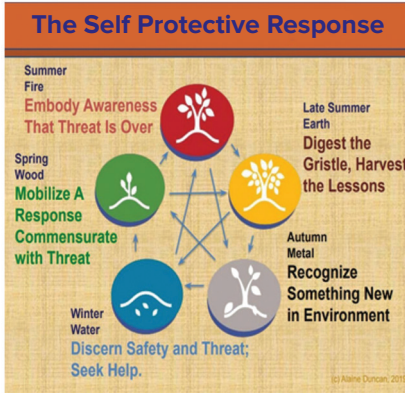 The Self Protective Response
Summer
Fire
Embody Awareness
That Threat Is Over
Late Summer
Earth
Digest the
Gristle, Harvest
the Lessons
Spring
Wood
Mobilize A
Response
Commensurate
with Threat
Autumn
Metal
Recognize
Something New
in Environment
Winter
Water
Discern Safety and Threat;
Seek Help.
(c) Alaine Duncan,